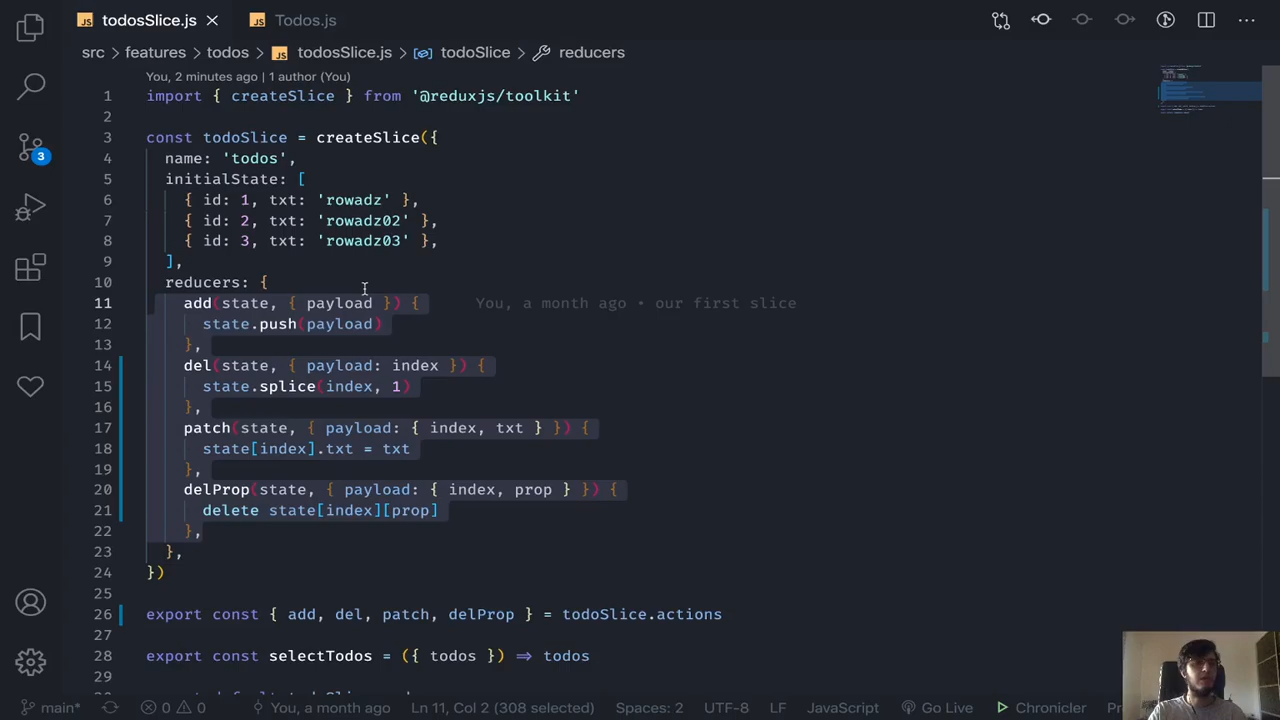 JS todosSlice.js
JS Todos.js
src > features > todos > JS todosSlice.js > todoSlice > reducers
You, 2 minutes ago | 1 author (You)
1 import { createSlice } from '@reduxjs/toolkit'
2
3 const todoSlice = createSlice({
4 name: 'todos',
5 initialState: [
6 { id: 1, txt: 'rowadz' },
7 { id: 2, txt: 'rowadz02' },
8 { id: 3, txt: 'rowadz03' },
9 ],
10 reducers: {
11 add(state, { payload }) { You, a month ago • our first slice
12 state.push(payload)
13 },
14 del(state, { payload: index }) {
15 state.splice(index, 1)
16 },
17 patch(state, { payload: { index, txt } }) {
18 state[index].txt = txt
19 },
20 delProp(state, { payload: { index, prop } }) {
21 delete state[index][prop]
22 },
23 },
24 })
25
26 export const { add, del, patch, delProp } = todoSlice.actions
27
28 export const selectTodos = ({ todos }) => todos
29
3
main* 0 0 You, a month ago Ln 11, Col 2 (308 selected) Spaces: 2 UTF-8 LF JavaScript Go Live Chronicler